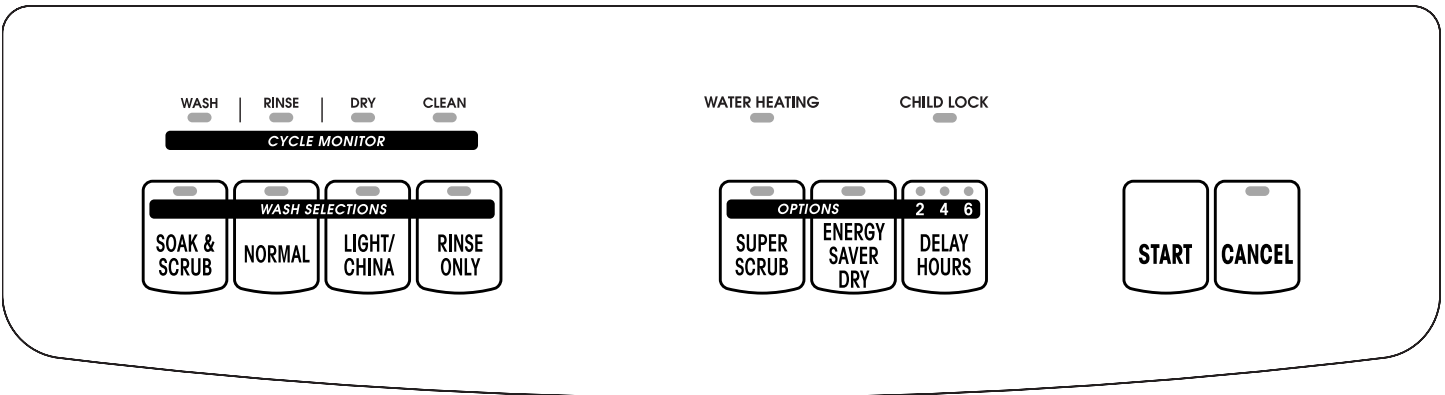 WASH | RINSE | DRY CLEAN
CYCLE MONITOR
WASH SELECTIONS
SOAK &
SCRUB
NORMAL
LIGHT/
CHINA
RINSE
ONLY
WATER HEATING
CHILD LOCK
OPTIONS
2 4 6
SUPER
SCRUB
ENERGY
SAVER
DRY
DELAY
HOURS
START
CANCEL